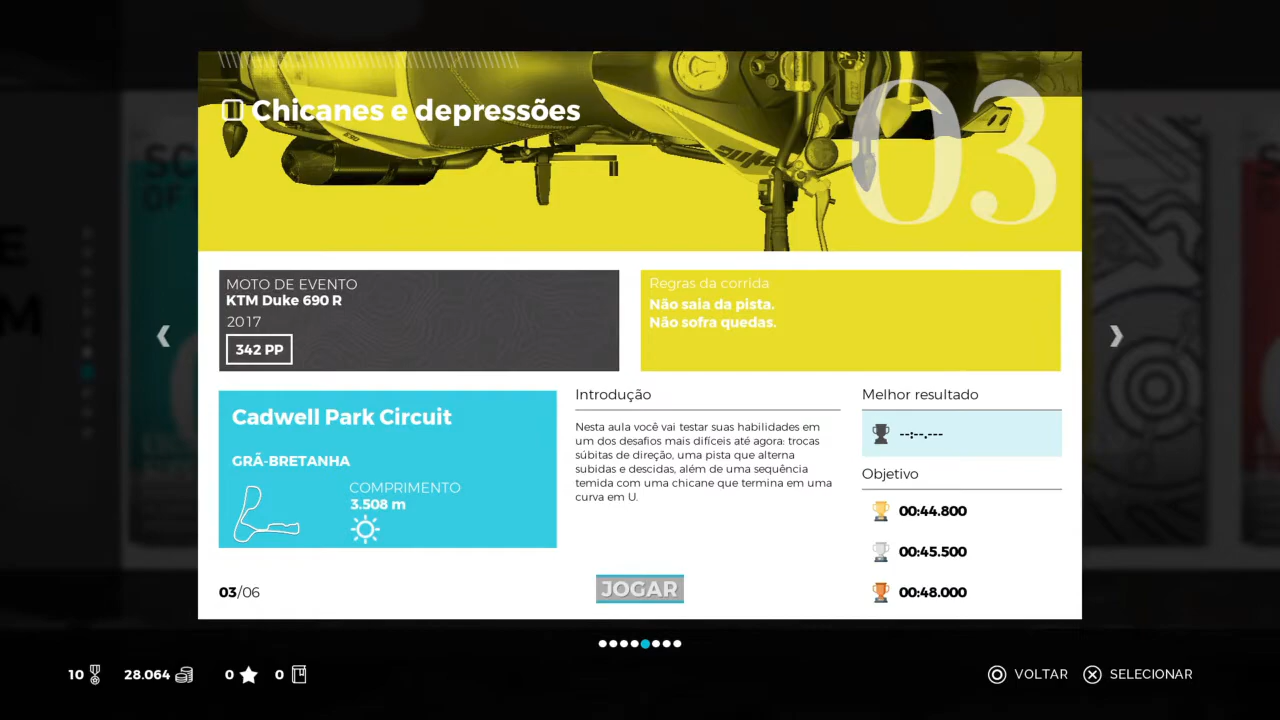 Chicanes e depressões
03
DUKE
MOTO DE EVENTO
KTM Duke 690 R
2017
342 PP
Regras da corrida
Não saia da pista.
Não sofra quedas.
Cadwell Park Circuit
GRÃ-BRETANHA
COMPRIMENTO
3.508 m
Introdução
Nesta aula você vai testar suas habilidades em
um dos desafios mais difíceis até agora: trocas
súbitas de direção, uma pista que alterna
subidas e descidas, além de uma sequência
temida com uma chicane que termina em uma
curva em U.
Melhor resultado
--:--.---
Objetivo
00:44.800
00:45.500
00:48.000
03/06
JOGAR
10
28.064
0
0
VOLTAR
SELECIONAR